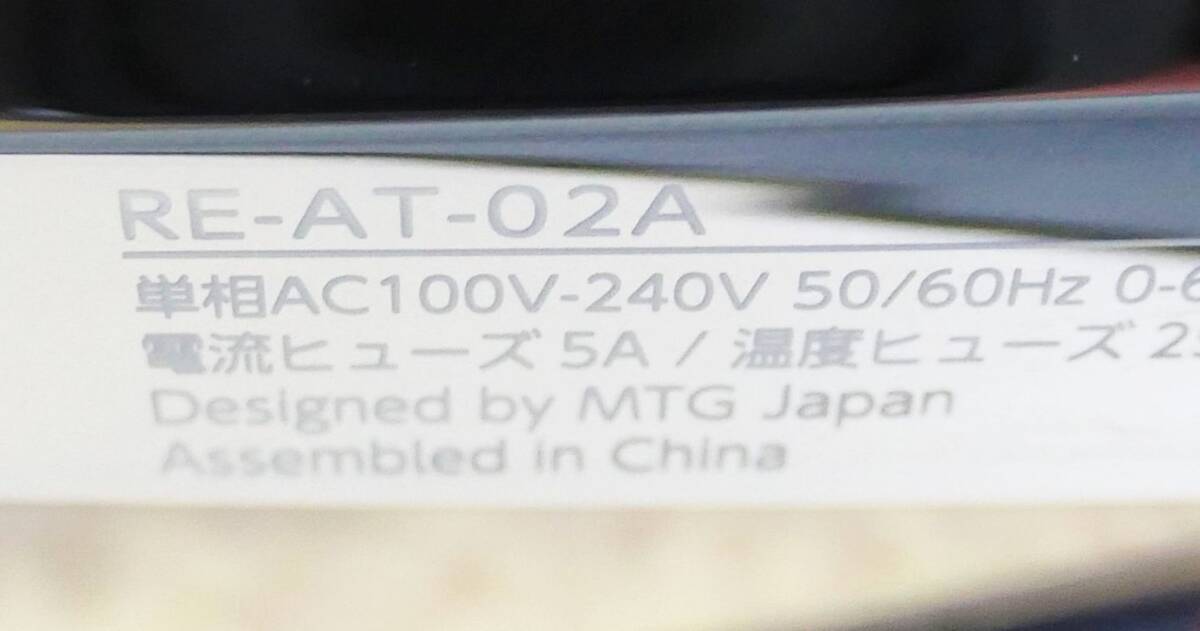 RE-AT-02A
単相AC100V-240V 50/60Hz 0-6
電流ヒューズ 5A / 温度ヒューズ 2
Designed by MTG Japan
Assembled in China